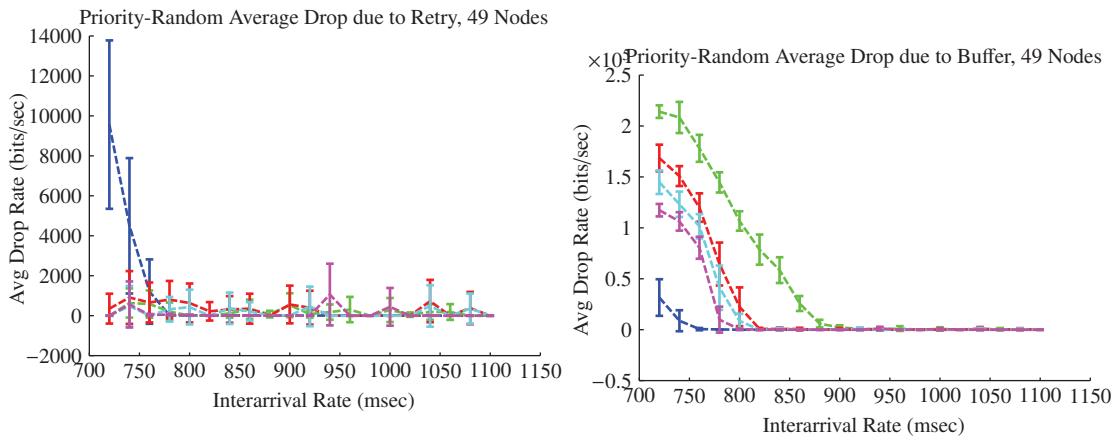 Priority-Random Average Drop due to Retry, 49 Nodes
14000
12000
10000
8000
6000
4000
2000
0
−2000
Avg Drop Rate (bits/sec)
700 750 800 850 900 950 1000 1050 1100 1150
Interarrival Rate (msec)
Priority-Random Average Drop due to Buffer, 49 Nodes
2.5
2
1.5
1
0.5
0
−0.5
Avg Drop Rate (bits/sec)
700 750 800 850 900 950 1000 1050 1100 1150
Interarrival Rate (msec)